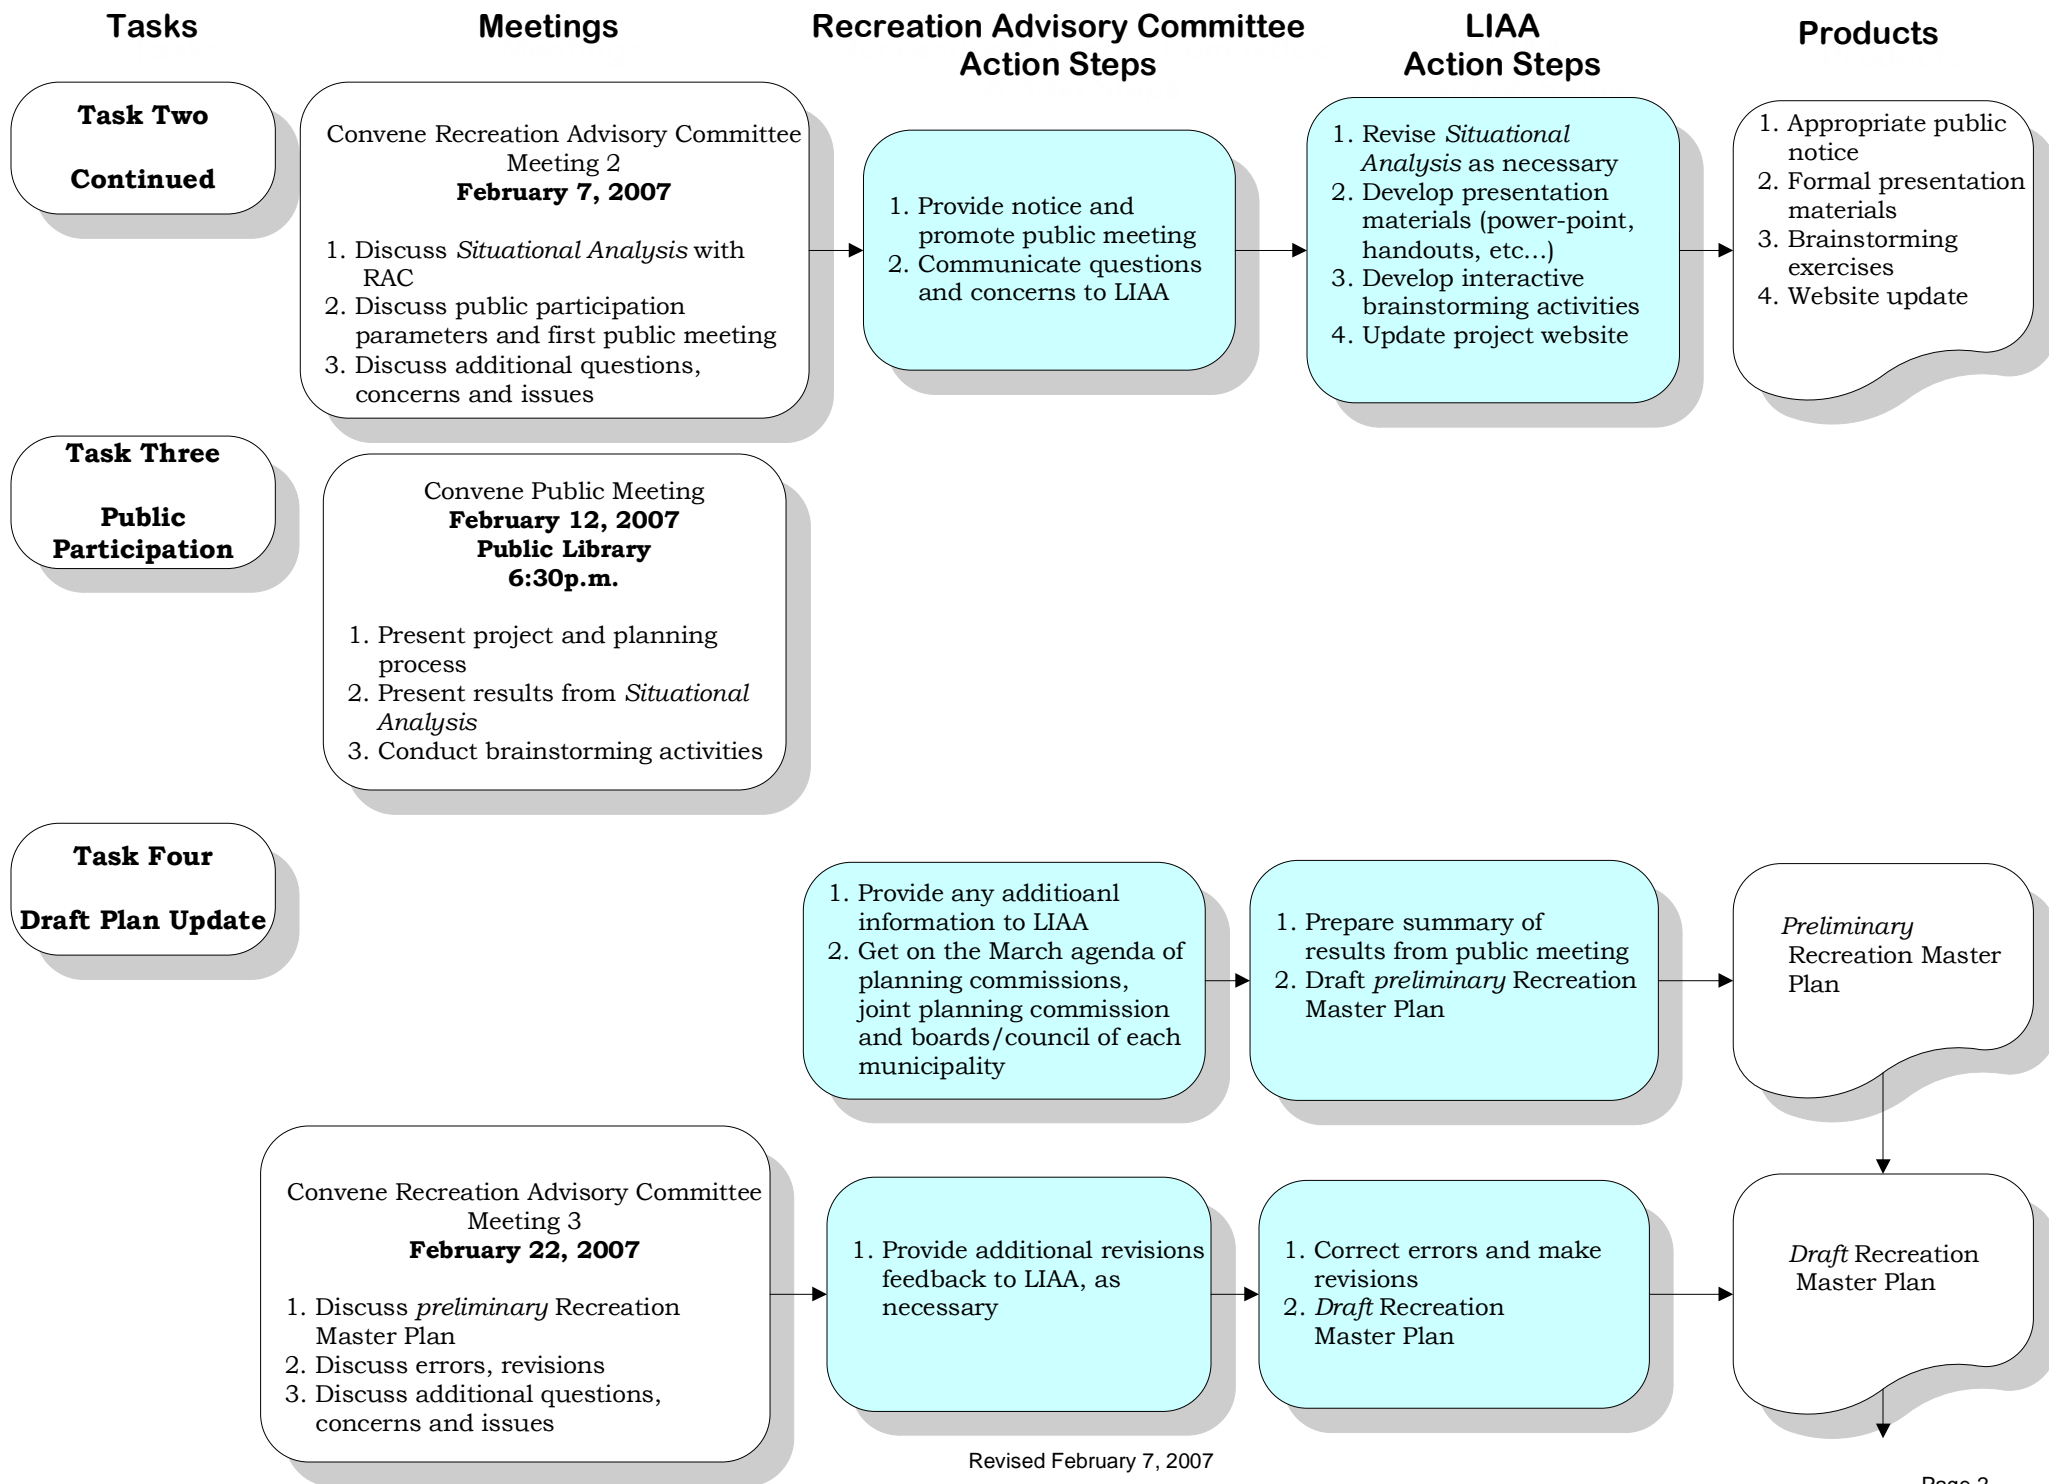 Tasks
Meetings
Recreation Advisory Committee
Action Steps
LIAA
Action Steps
Products
Task Two
Continued
Convene Recreation Advisory Committee
Meeting 2
February 7, 2007
1. Discuss Situational Analysis with
RAC
2. Discuss public participation
parameters and first public meeting
3. Discuss additional questions,
concerns and issues
1. Provide notice and
promote public meeting
2. Communicate questions
and concerns to LIAA
1. Revise Situational
Analysis as necessary
2. Develop presentation
materials (power-point,
handouts, etc...)
3. Develop interactive
brainstorming activities
4. Update project website
1. Appropriate public
notice
2. Formal presentation
materials
3. Brainstorming
exercises
4. Website update
Task Three
Public
Participation
Convene Public Meeting
February 12, 2007
Public Library
6:30p.m.
1. Present project and planning
process
2. Present results from Situational
Analysis
3. Conduct brainstorming activities
Task Four
Draft Plan Update
1. Provide any additioanl
information to LIAA
2. Get on the March agenda of
planning commissions,
joint planning commission
and boards/council of each
municipality
1. Prepare summary of
results from public meeting
2. Draft preliminary Recreation
Master Plan
Preliminary
Recreation Master
Plan
Convene Recreation Advisory Committee
Meeting 3
February 22, 2007
1. Discuss preliminary Recreation
Master Plan
2. Discuss errors, revisions
3. Discuss additional questions,
concerns and issues
1. Provide additional revisions
feedback to LIAA, as
necessary
1. Correct errors and make
revisions
2. Draft Recreation
Master Plan
Draft Recreation
Master Plan
Revised February 7, 2007